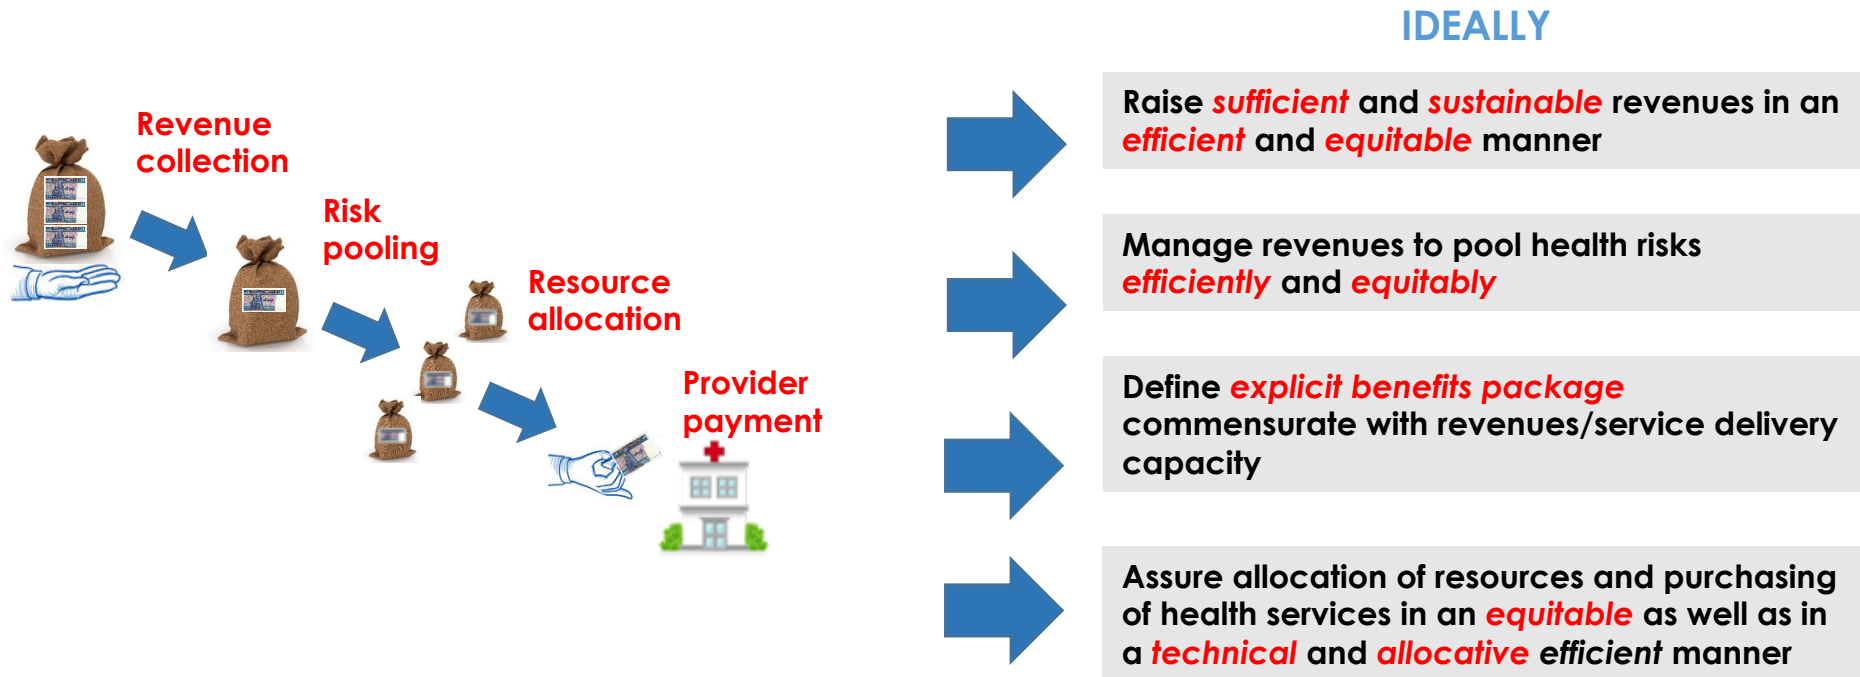 IDEALLY
Revenue
collection
Risk
pooling
Resource
allocation
Provider
payment
Raise sufficient and sustainable revenues in an
efficient and equitable manner
Manage revenues to pool health risks
efficiently and equitably
Define explicit benefits package
commensurate with revenues/service delivery
capacity
Assure allocation of resources and purchasing
of health services in an equitable as well as in
a technical and allocative efficient manner